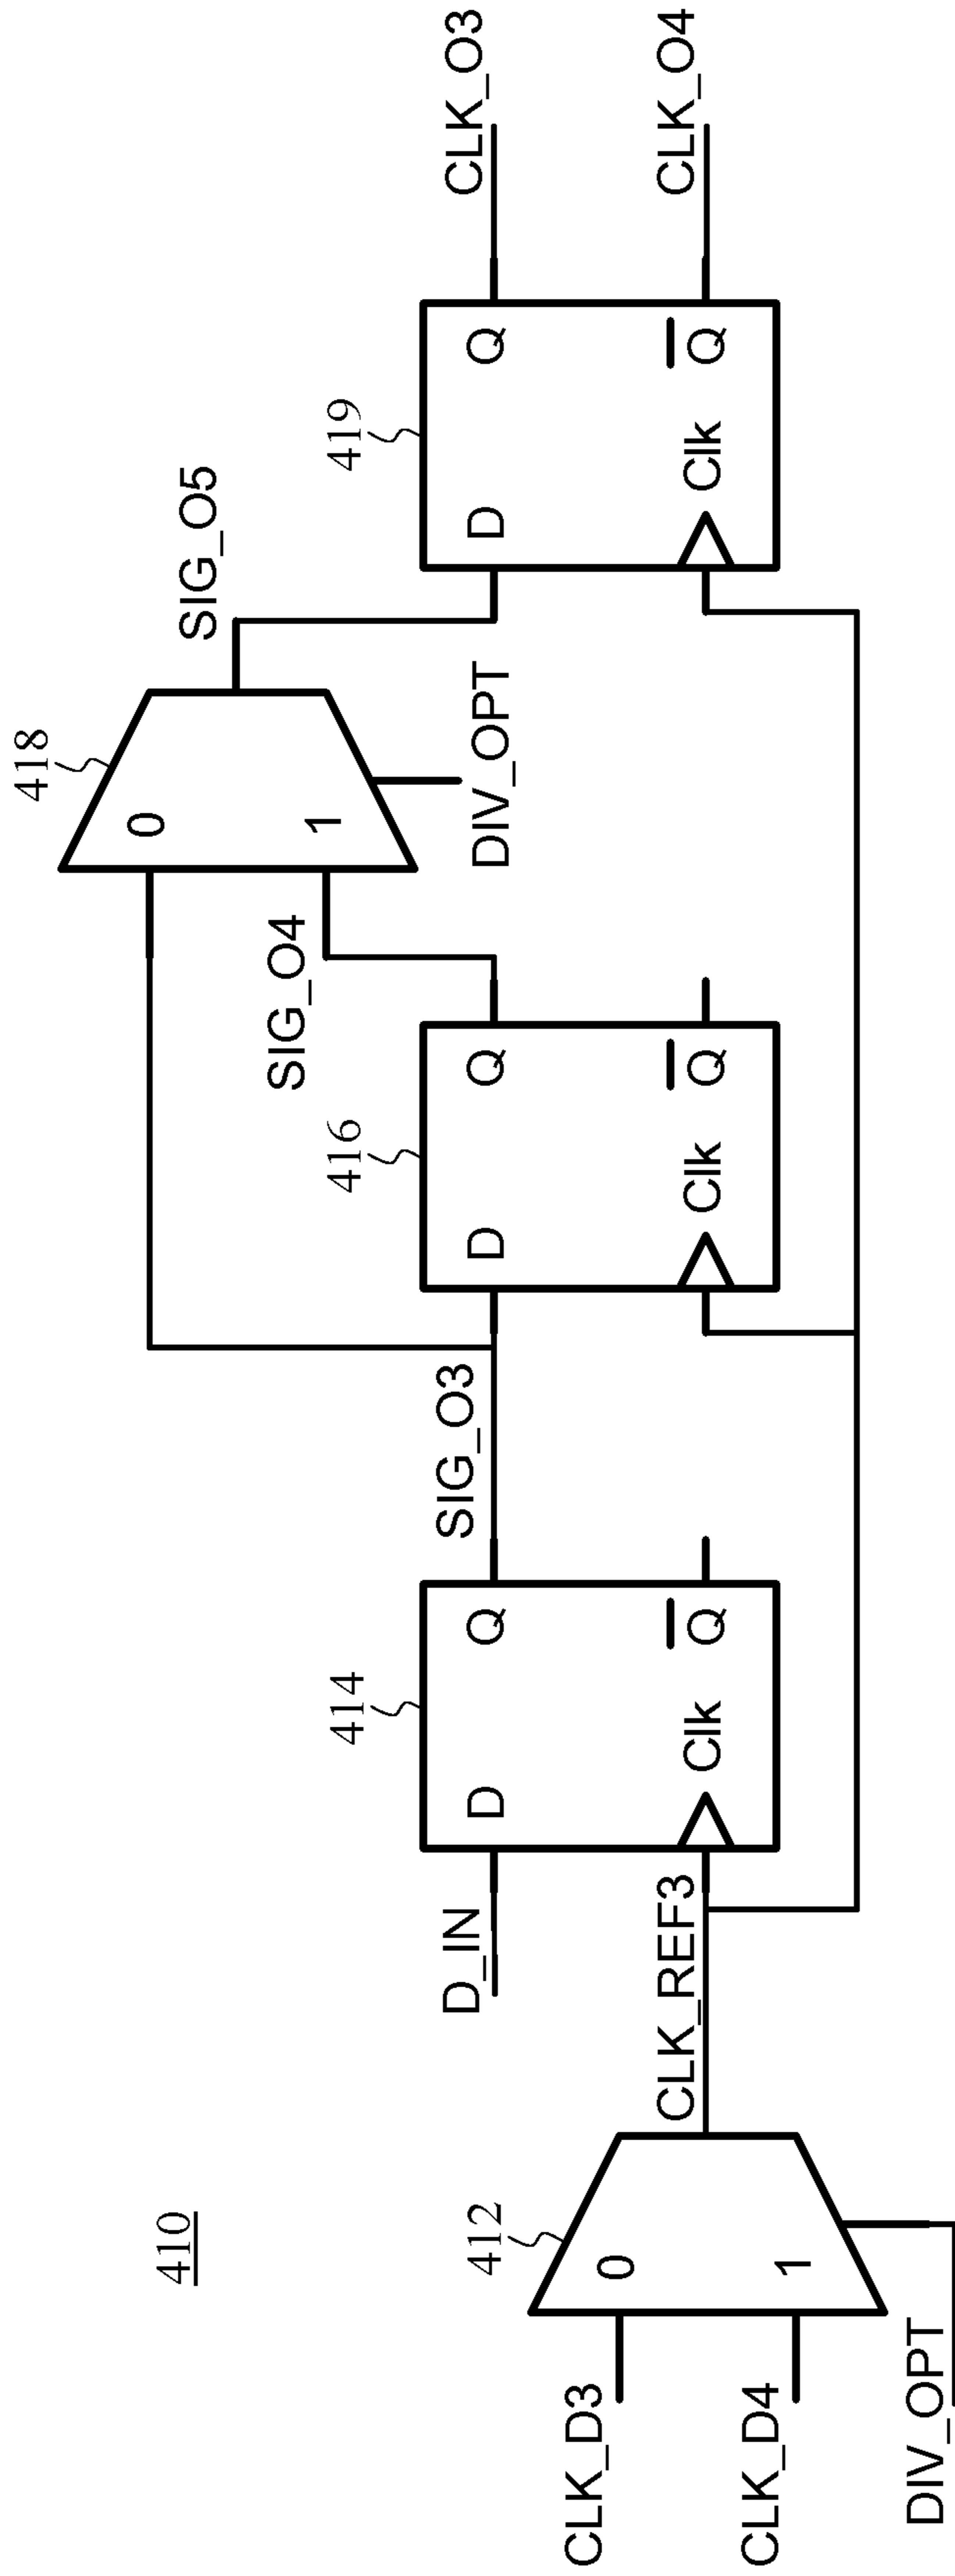 410
CLK_D3
CLK_D4
DIV_OPT
412
0
1
CLK_REF3
D_IN
414
D
Q
Clk
Q
SIG_O3
416
D
Q
Clk
Q
SIG_O4
418
0
1
DIV_OPT
SIG_O5
419
D
Q
Clk
Q
CLK_O3
CLK_O4